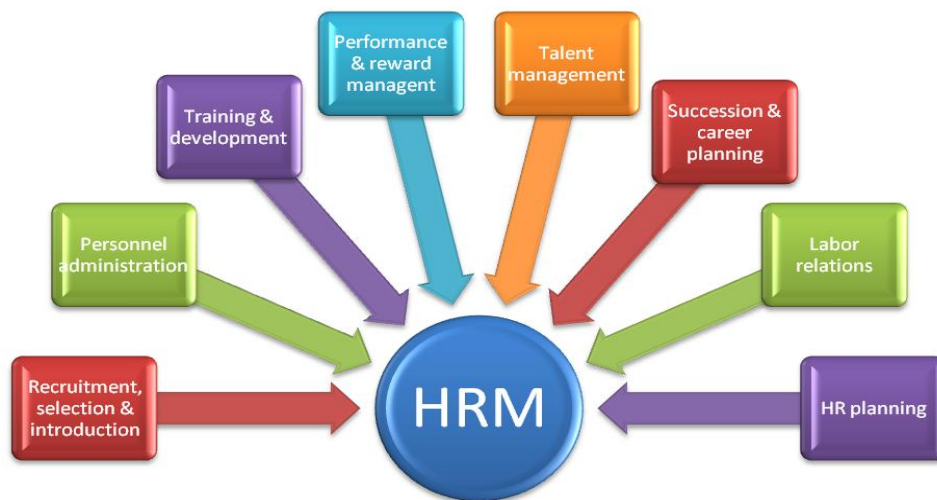 Performance
& reward
managent
Talent
management
Training &
development
Succession &
career
planning
Personnel
administration
Labor
relations
Recruitment,
selection &
introduction
HRM
HR planning